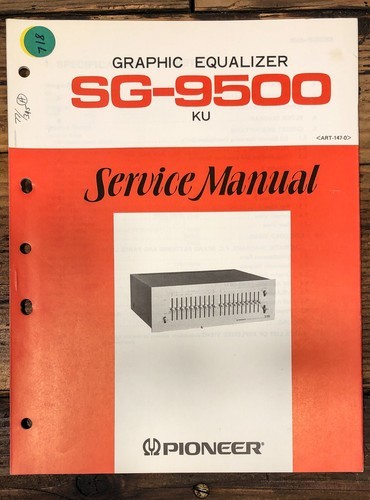 718
GRAPHIC EQUALIZER
SG-9500
KU
<ART-147-0>
Service Manual
PIONEER®